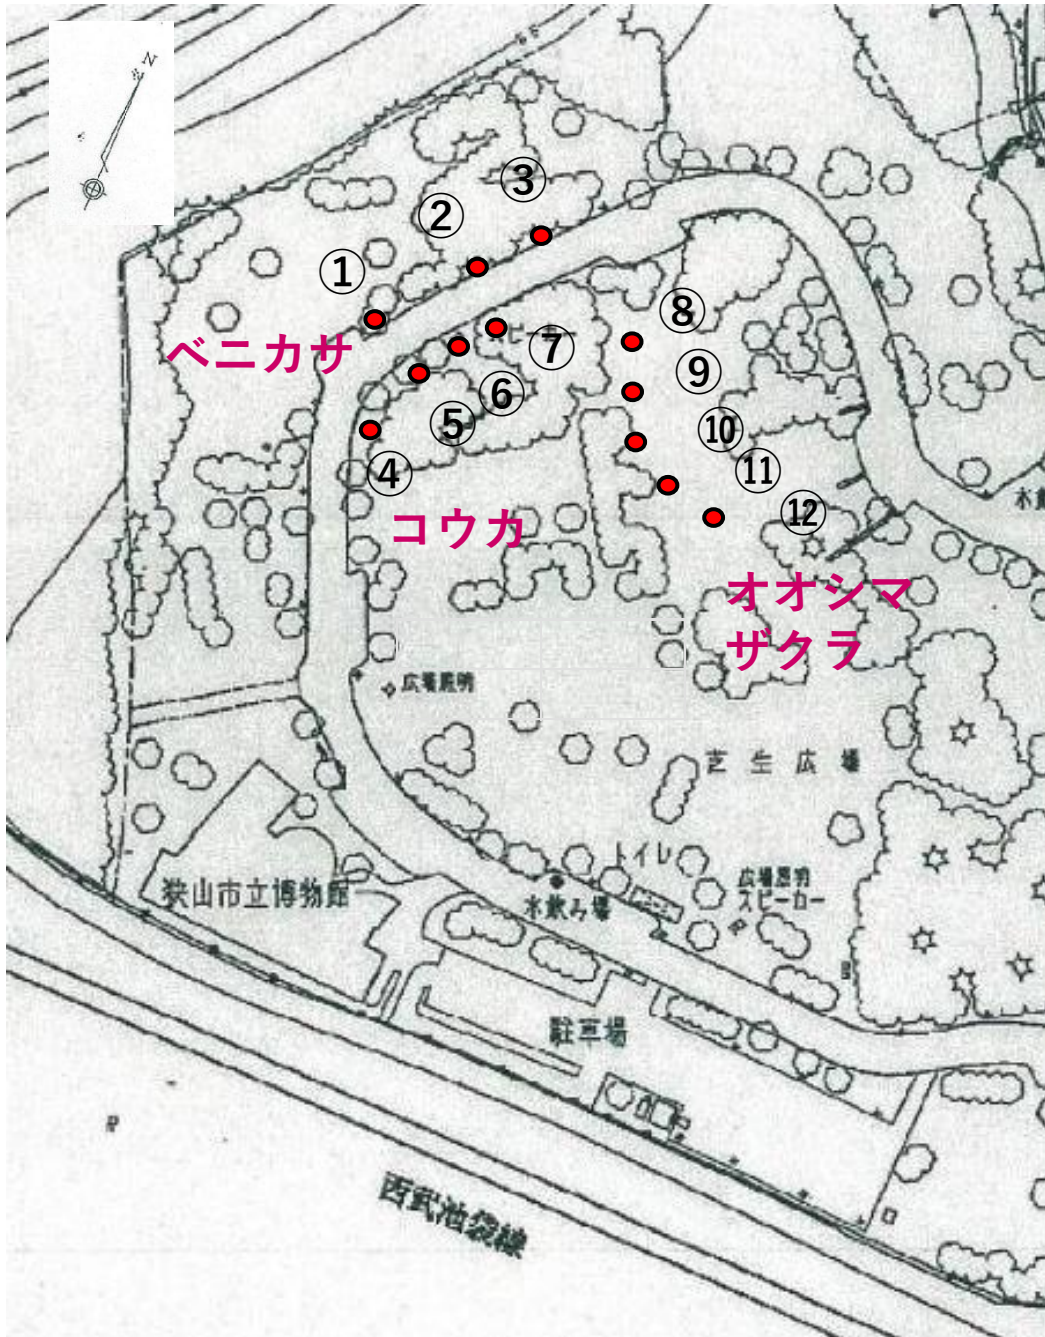 N
③
②
①
⑧
ベニカサ
⑦
⑨
⑥
⑤
⑩
④
⑪
コウカ
⑫
オオシマ
ザクラ
広場照明
芝生広場
トイレ
広場照明
スピーカー
狭山市立博物館
水飲み場
駐車場
西武池袋線